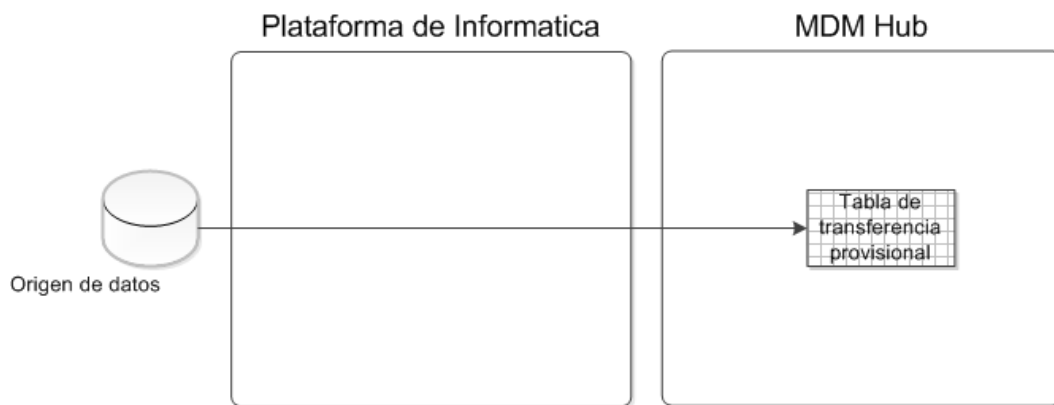 Plataforma de Informatica
MDM Hub
Tabla de
transferencia
provisional
Origen de datos